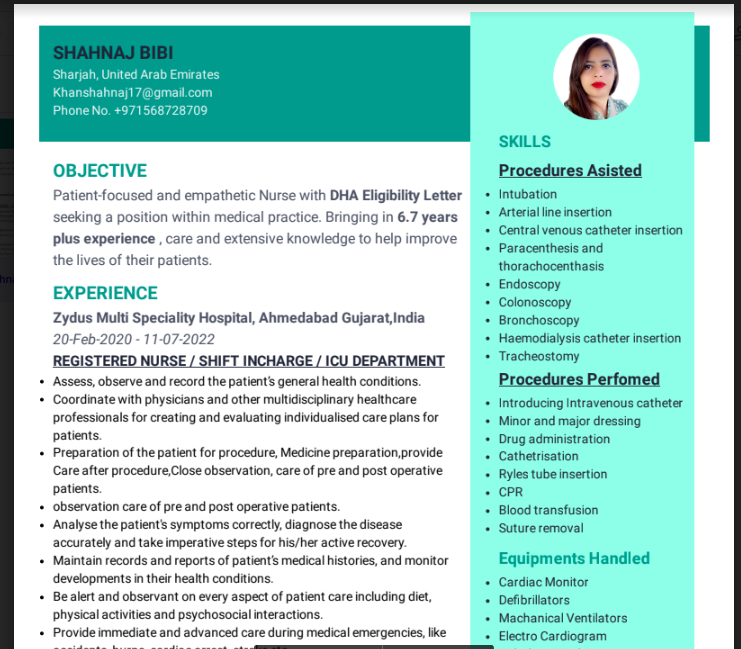 SHAHNAJ BIBI
Sharjah, United Arab Emirates
Khanshahnaj17@gmail.com
Phone No. +971568728709
OBJECTIVE
Patient-focused and empathetic Nurse with DHA Eligibility Letter
seeking a position within medical practice. Bringing in 6.7 years
plus experience , care and extensive knowledge to help improve
the lives of their patients.
EXPERIENCE
Zydus Multi Speciality Hospital, Ahmedabad Gujarat,India
20-Feb-2020 - 11-07-2022
REGISTERED NURSE / SHIFT INCHARGE / ICU DEPARTMENT
Assess, observe and record the patient's general health conditions.
Coordinate with physicians and other multidisciplinary healthcare
professionals for creating and evaluating individualised care plans for
patients.
Preparation of the patient for procedure, Medicine preparation,provide
Care after procedure,Close observation, care of pre and post operative
patients.
observation care of pre and post operative patients.
Analyse the patient's symptoms correctly, diagnose the disease
accurately and take imperative steps for his/her active recovery.
Maintain records and reports of patient's medical histories, and monitor
developments in their health conditions.
Be alert and observant on every aspect of patient care including diet,
physical activities and psychosocial interactions.
Provide immediate and advanced care during medical emergencies, like
SKILLS
Procedures Asisted
Intubation
Arterial line insertion
Central venous catheter insertion
Paracenthesis and
thorachocenthasis
Endoscopy
Colonoscopy
Bronchoscopy
Haemodialysis catheter insertion
Tracheostomy
Procedures Perfomed
Introducing Intravenous catheter
Minor and major dressing
Drug administration
Cathetrisation
Ryles tube insertion
CPR
Blood transfusion
Suture removal
Equipments Handled
Cardiac Monitor
Defibrillators
Machanical Ventilators
Electro Cardiogram